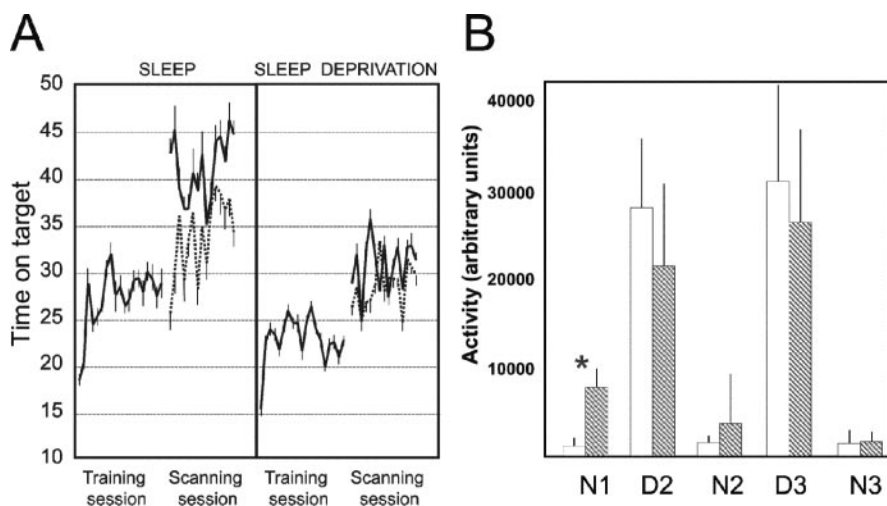 A
SLEEP
SLEEP DEPRIVATION
50
45
40
35
30
25
20
15
10
Time on target
Training session
Scanning session
Training session
Scanning session
B
40000
30000
20000
10000
Activity (arbitrary units)
*
N1
D2
N2
D3
N3